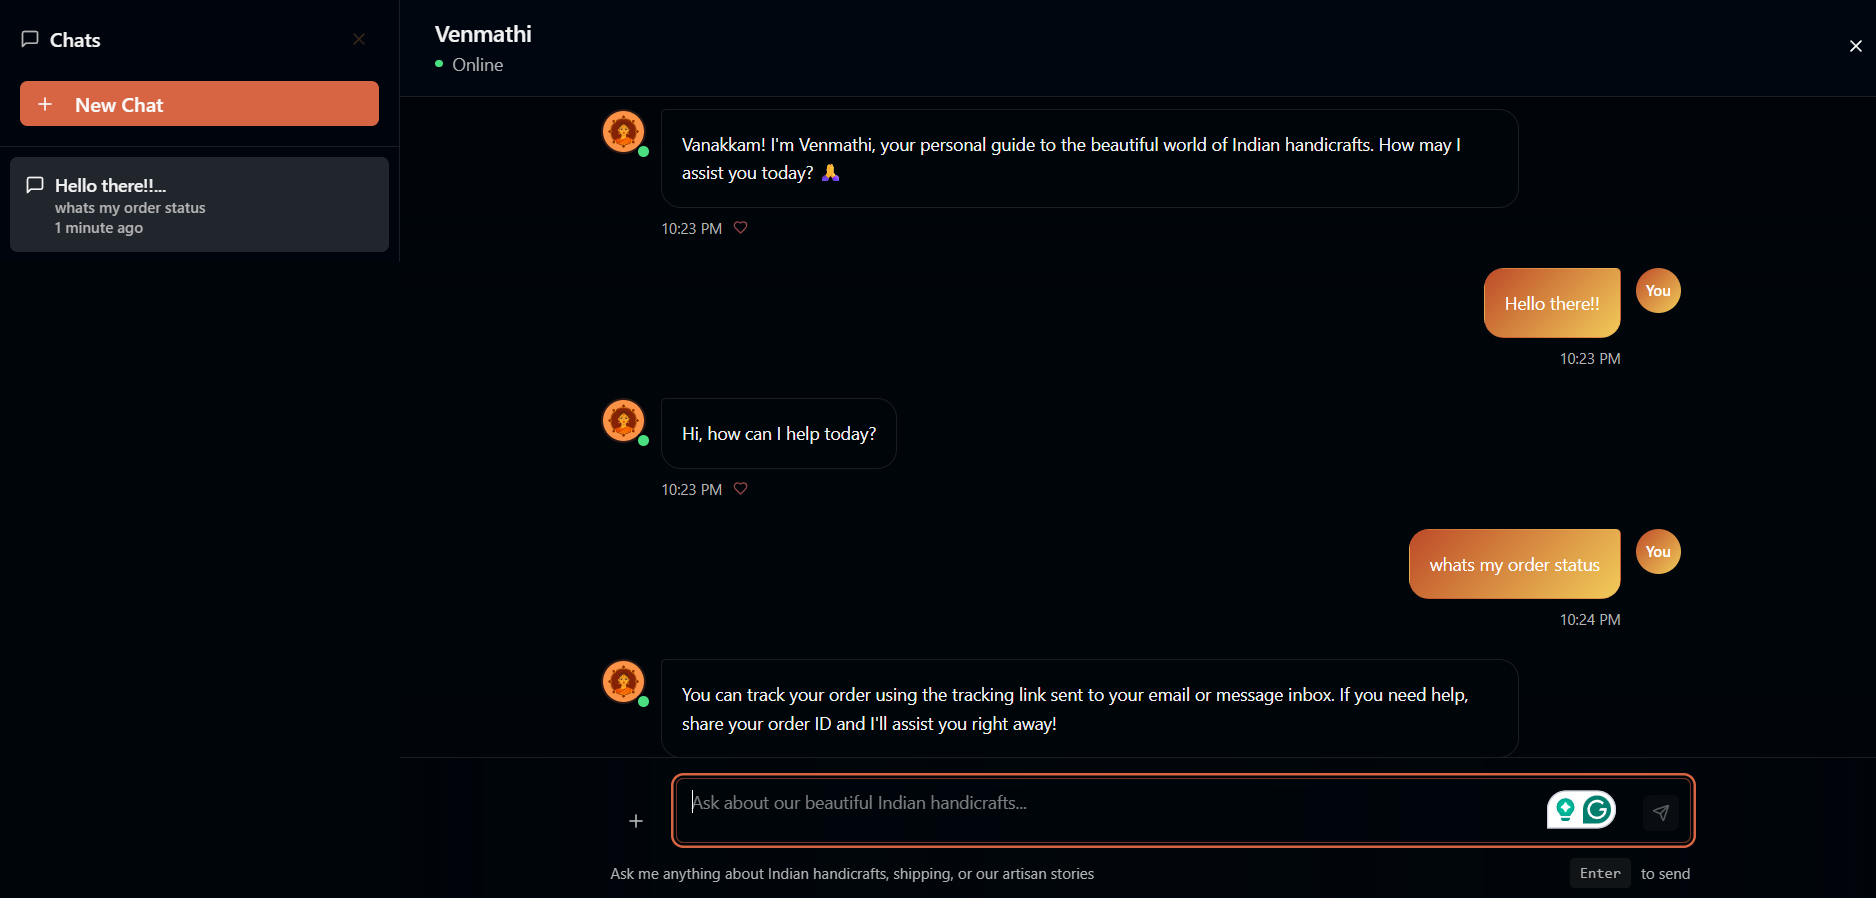 Chats
New Chat
Hello there!!...
whats my order status
1 minute ago
Venmathi
Online
Vanakkam! I'm Venmathi, your personal guide to the beautiful world of Indian handicrafts. How may I
assist you today? 🙏
10:23 PM
Hello there!!
You
10:23 PM
Hi, how can I help today?
10:23 PM
whats my order status
You
10:24 PM
You can track your order using the tracking link sent to your email or message inbox. If you need help,
share your order ID and I'll assist you right away!
Ask about our beautiful Indian handicrafts...
Ask me anything about Indian handicrafts, shipping, or our artisan stories
Enter to send